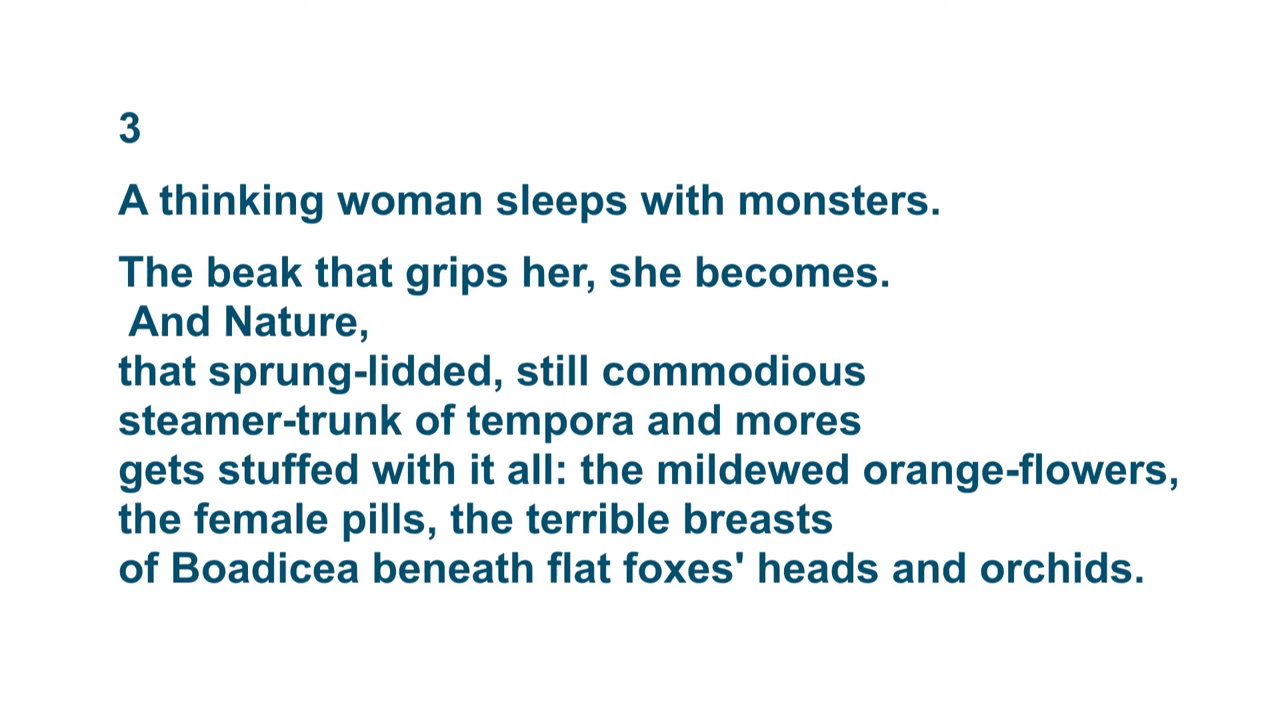 3
A thinking woman sleeps with monsters.
The beak that grips her, she becomes.
And Nature,
that sprung-lidded, still commodious
steamer-trunk of tempora and mores
gets stuffed with it all: the mildewed orange-flowers,
the female pills, the terrible breasts
of Boadicea beneath flat foxes' heads and orchids.